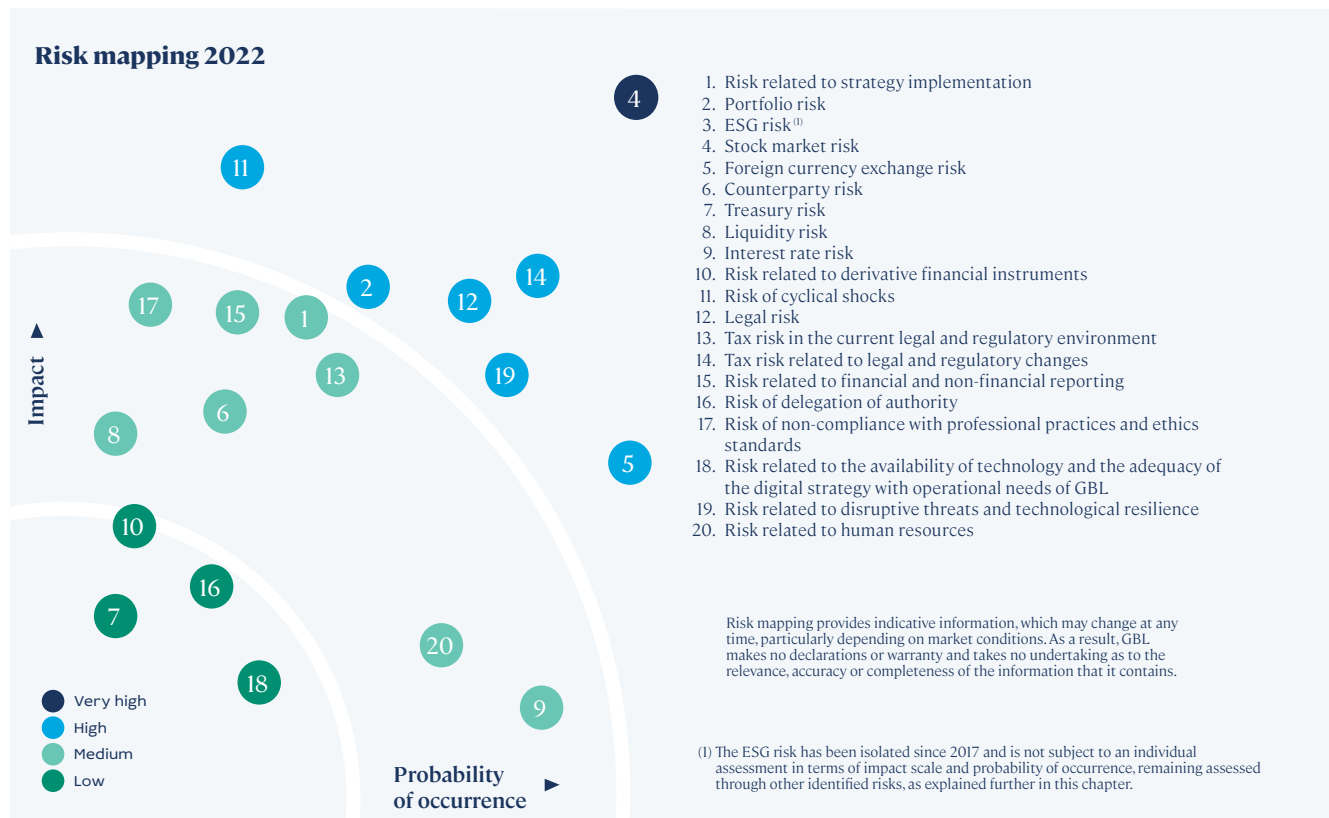 Risk mapping 2022
4
11
14
2
12
17
15
1
13
19
6
8
5
10
16
7
20
18
9
Impact
Probability
of occurrence
Very high
High
Medium
Low
1. Risk related to strategy implementation
2. Portfolio risk
3. ESG risk (1)
4. Stock market risk
5. Foreign currency exchange risk
6. Counterparty risk
7. Treasury risk
8. Liquidity risk
9. Interest rate risk
10. Risk related to derivative financial instruments
11. Risk of cyclical shocks
12. Legal risk
13. Tax risk in the current legal and regulatory environment
14. Tax risk related to legal and regulatory changes
15. Risk related to financial and non-financial reporting
16. Risk of delegation of authority
17. Risk of non-compliance with professional practices and ethics
standards
18. Risk related to the availability of technology and the adequacy of
the digital strategy with operational needs of GBL
19. Risk related to disruptive threats and technological resilience
20. Risk related to human resources
Risk mapping provides indicative information, which may change at any
time, particularly depending on market conditions. As a result, GBL
makes no declarations or warranty and takes no undertaking as to the
relevance, accuracy or completeness of the information that it contains.
(1) The ESG risk has been isolated since 2017 and is not subject to an individual
assessment in terms of impact scale and probability of occurrence, remaining assessed
through other identified risks, as explained further in this chapter.